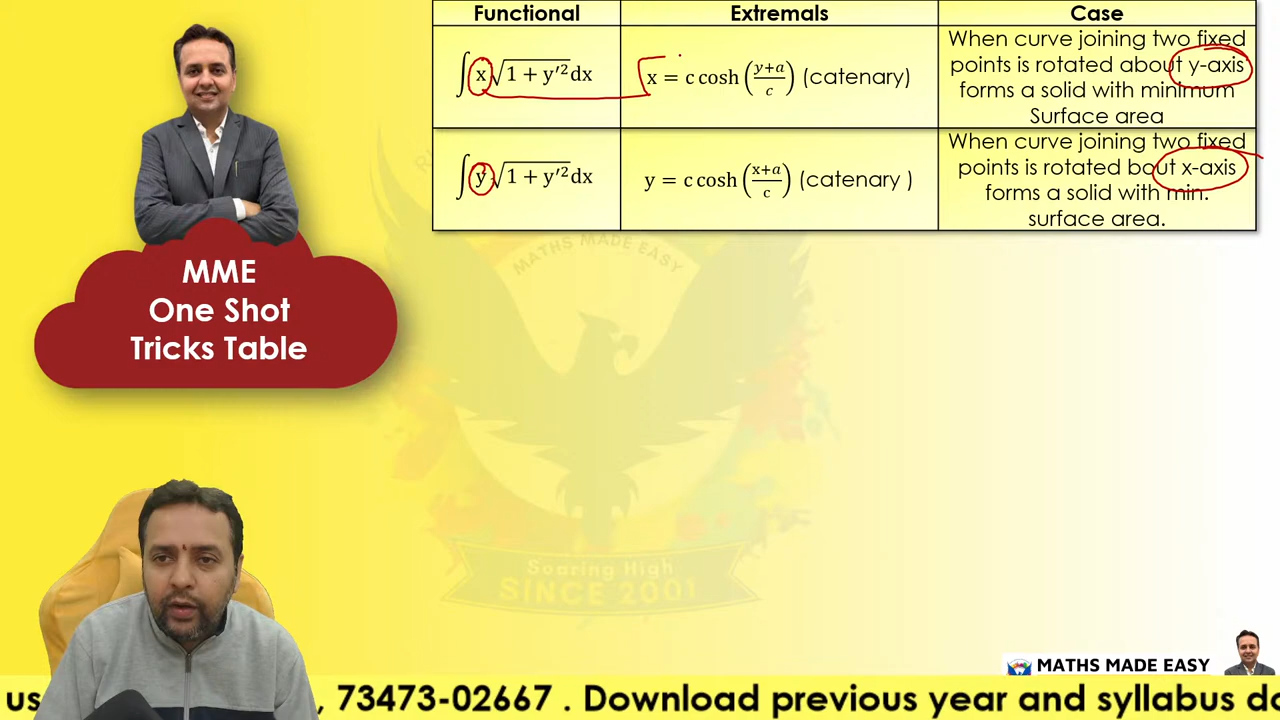 Functional
Extremals
Case
∫ x√(1 + y′²) dx
x = c cosh ((y+a)/c) (catenary)
When curve joining two fixed
points is rotated about y-axis
forms a solid with minimum
Surface area
∫ y√(1 + y′²) dx
y = c cosh ((x+a)/c) (catenary )
When curve joining two fixed
points is rotated bout x-axis
forms a solid with min.
surface area.
MME
One Shot
Tricks Table
MATHS MADE EASY
Soaring High
SINCE 2001
MATHS MADE EASY
us
, 73473-02667 . Download previous year and syllabus